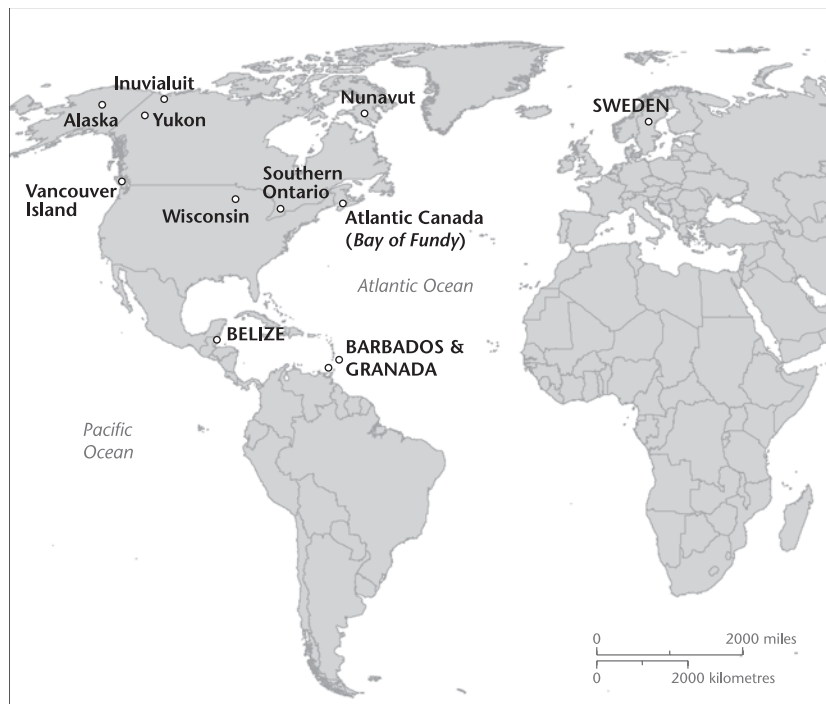 Inuvialuit
Alaska
Yukon
Nunavut
SWEDEN
Vancouver
Island
Wisconsin
Southern
Ontario
Atlantic Canada
(Bay of Fundy)
Atlantic Ocean
BELIZE
BARBADOS &
GRANADA
Pacific
Ocean
0 2000 miles
0 2000 kilometres